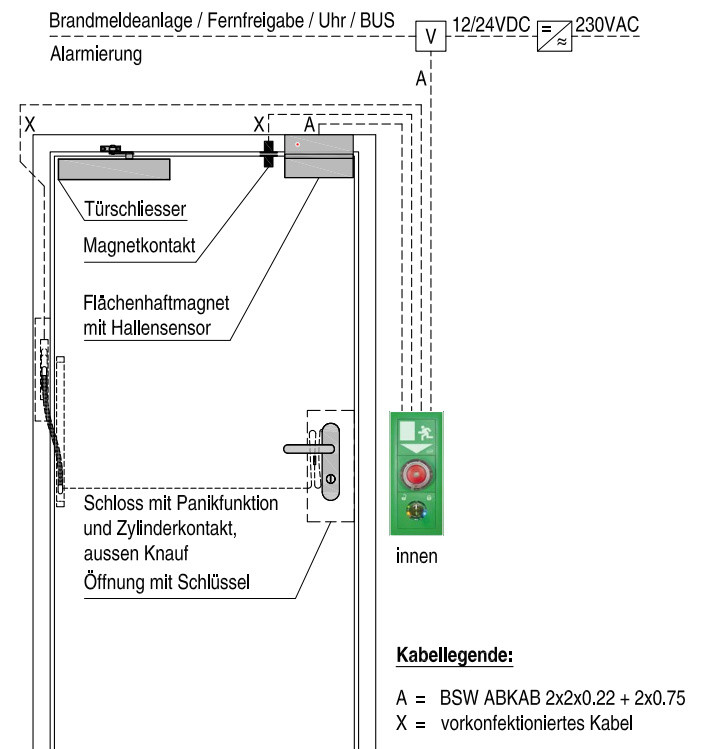 Brandmeldeanlage / Fernfreigabe / Uhr / BUS
V
12/24VDC
230VAC
Alarmierung
A
X
X
A
Türschliesser
Magnetkontakt
Flächenhaftmagnet
mit Hallensensor
Schloss mit Panikfunktion
und Zylinderkontakt,
aussen Knauf
Öffnung mit Schlüssel
innen
Kabellegende:
A = BSW ABKAB 2x2x0.22 + 2x0.75
X = vorkonfektioniertes Kabel